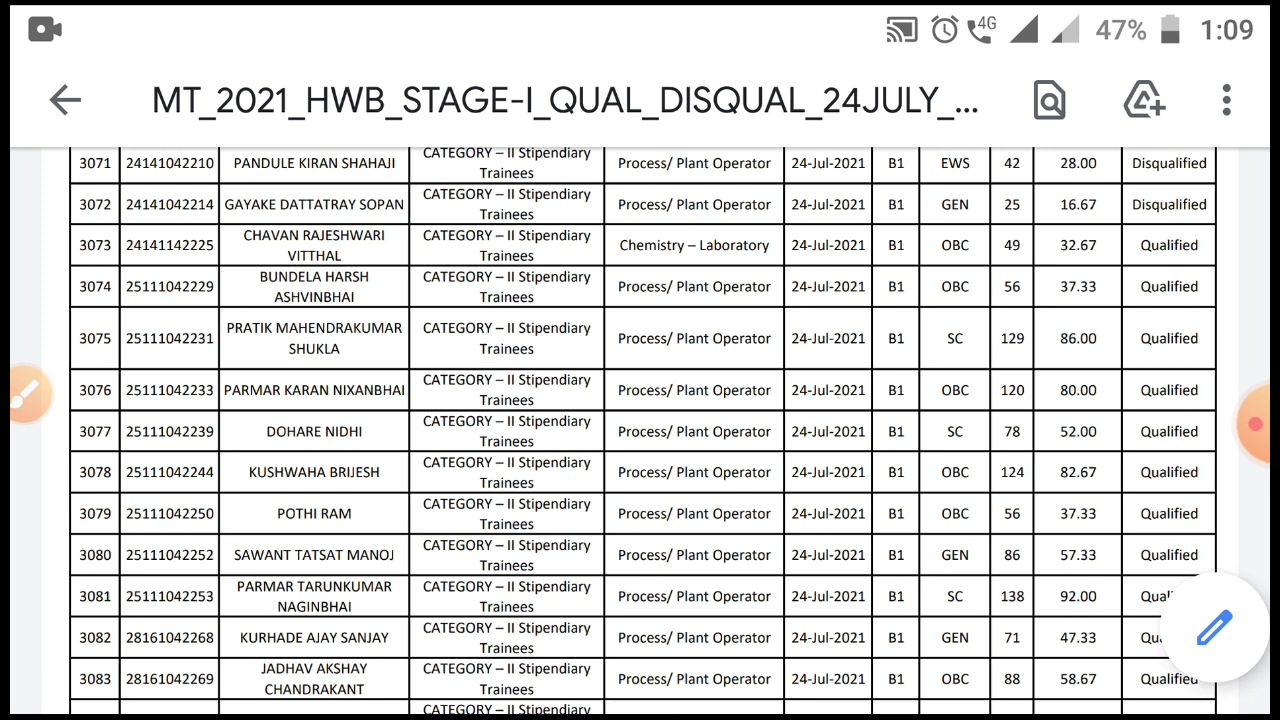 4G 47% 1:09
MT_2021_HWB_STAGE-I_QUAL_DISQUAL_24JULY_...
3071 24141042210 PANDULE KIRAN SHAHAJI CATEGORY – II Stipendiary Trainees Process/ Plant Operator 24-Jul-2021 B1 EWS 42 28.00 Disqualified
3072 24141042214 GAYAKE DATTATRAY SOPAN CATEGORY – II Stipendiary Trainees Process/ Plant Operator 24-Jul-2021 B1 GEN 25 16.67 Disqualified
3073 24141142225 CHAVAN RAJESHWARI VITTHAL CATEGORY – II Stipendiary Trainees Chemistry – Laboratory 24-Jul-2021 B1 OBC 49 32.67 Qualified
3074 25111042229 BUNDELA HARSH ASHVINBHAI CATEGORY – II Stipendiary Trainees Process/ Plant Operator 24-Jul-2021 B1 OBC 56 37.33 Qualified
3075 25111042231 PRATIK MAHENDRAKUMAR SHUKLA CATEGORY – II Stipendiary Trainees Process/ Plant Operator 24-Jul-2021 B1 SC 129 86.00 Qualified
3076 25111042233 PARMAR KARAN NIXANBHAI CATEGORY – II Stipendiary Trainees Process/ Plant Operator 24-Jul-2021 B1 OBC 120 80.00 Qualified
3077 25111042239 DOHARE NIDHI CATEGORY – II Stipendiary Trainees Process/ Plant Operator 24-Jul-2021 B1 SC 78 52.00 Qualified
3078 25111042244 KUSHWAHA BRIJESH CATEGORY – II Stipendiary Trainees Process/ Plant Operator 24-Jul-2021 B1 OBC 124 82.67 Qualified
3079 25111042250 POTHI RAM CATEGORY – II Stipendiary Trainees Process/ Plant Operator 24-Jul-2021 B1 OBC 56 37.33 Qualified
3080 25111042252 SAWANT TATSAT MANOJ CATEGORY – II Stipendiary Trainees Process/ Plant Operator 24-Jul-2021 B1 GEN 86 57.33 Qualified
3081 25111042253 PARMAR TARUNKUMAR NAGINBHAI CATEGORY – II Stipendiary Trainees Process/ Plant Operator 24-Jul-2021 B1 SC 138 92.00
3082 28161042268 KURHADE AJAY SANJAY CATEGORY – II Stipendiary Trainees Process/ Plant Operator 24-Jul-2021 B1 GEN 71 47.33
3083 28161042269 JADHAV AKSHAY CHANDRAKANT CATEGORY – II Stipendiary Trainees Process/ Plant Operator 24-Jul-2021 B1 OBC 88 58.67 Qualified
CATEGORY – II Stipendiary